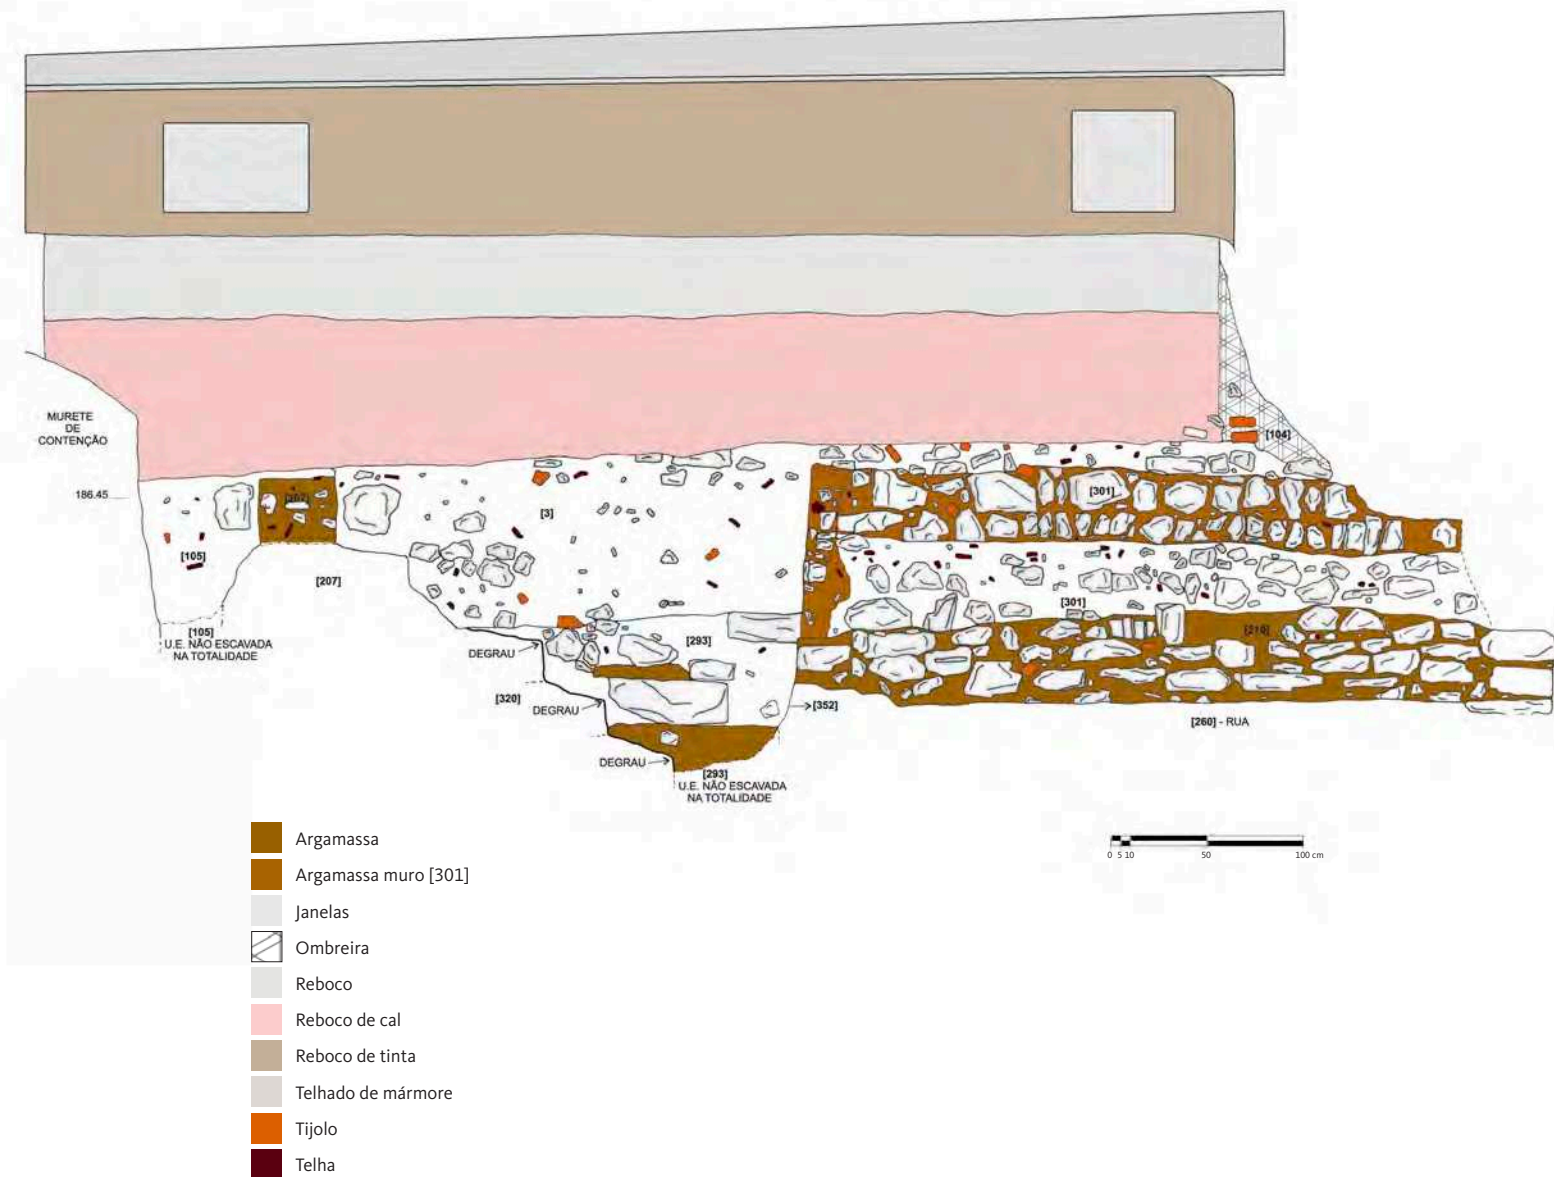 MURETE
DE
CONTENÇÃO
186.45
[104]
[267]
[301]
[3]
[105]
[207]
[301]
[105]
U.E. NÃO ESCAVADA
NA TOTALIDADE
[293]
DEGRAU
[320]
DEGRAU
[352]
[260] - RUA
DEGRAU
[293]
U.E. NÃO ESCAVADA
NA TOTALIDADE
0 5 10 50 100 cm
Argamassa
Argamassa muro [301]
Janelas
Ombreira
Reboco
Reboco de cal
Reboco de tinta
Telhado de mármore
Tijolo
Telha